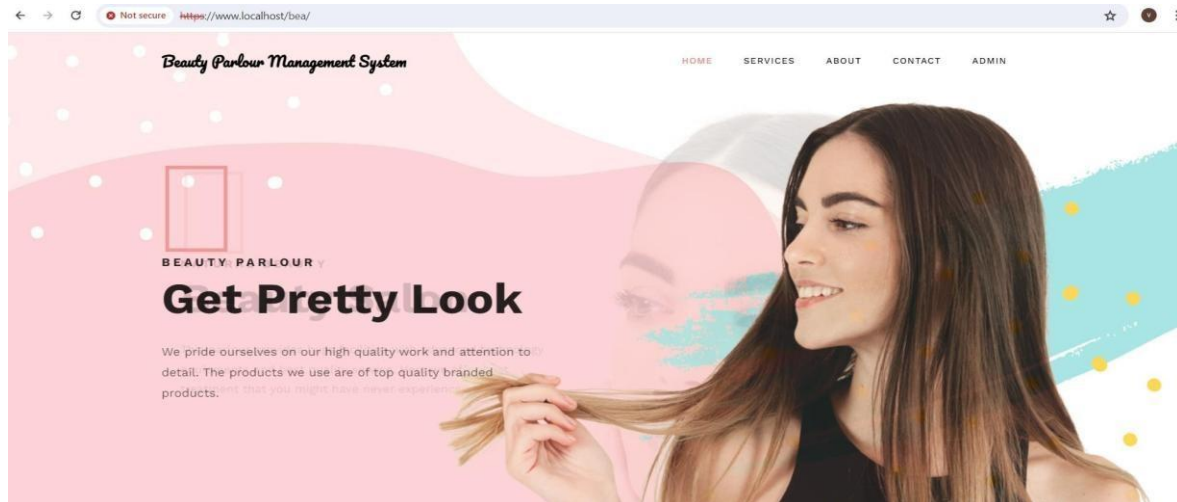 Not secure https://www.localhost/bea/
Beauty Parlour Management System
HOME SERVICES ABOUT CONTACT ADMIN
BEAUTY PARLOUR
Get Pretty Look
We pride ourselves on our high quality work and attention to
detail. The products we use are of top quality branded
products.